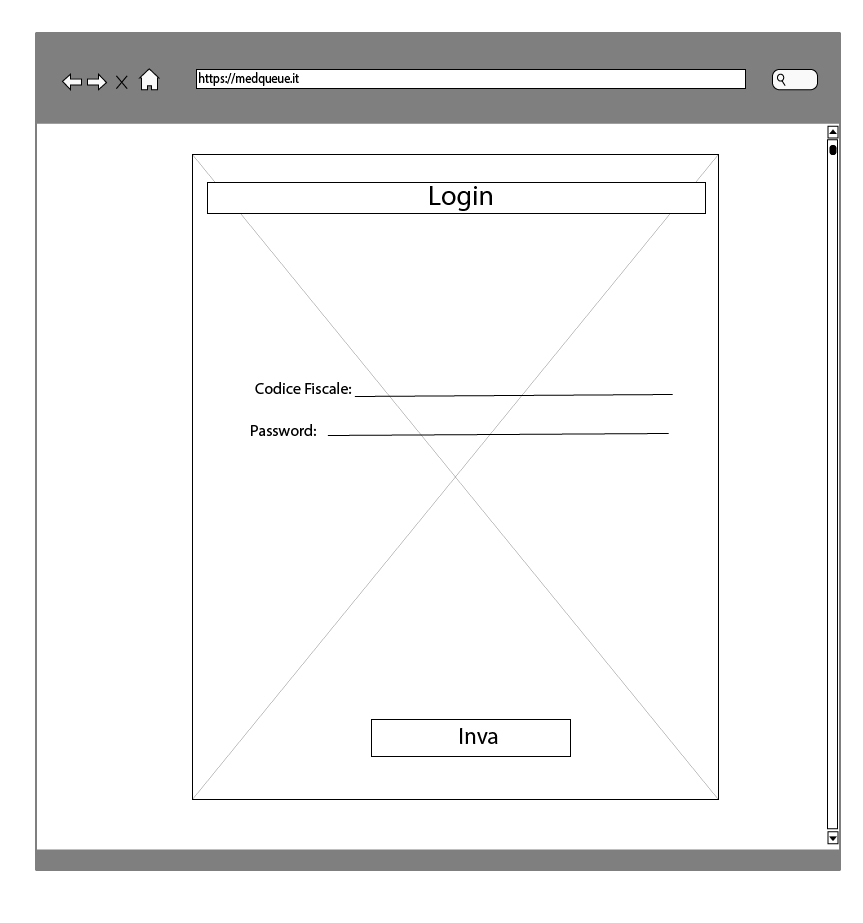 https://medqueue.it
Login
Codice Fiscale:
Password:
Inva